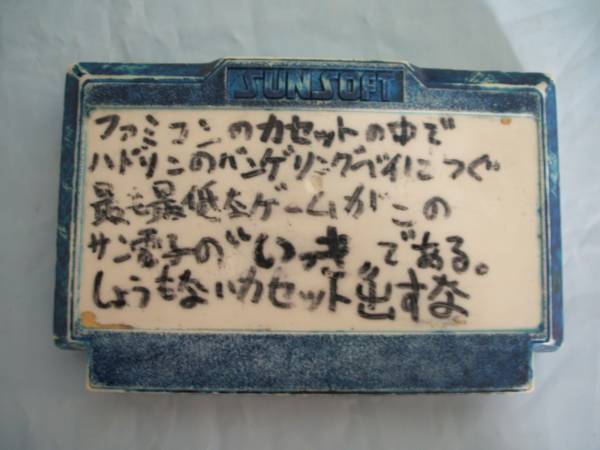 SUNSOFT
ファミコンのカセットの中で
ハドソンのバンゲリングベイにつぐ
最も最低なゲームがこの
サン電子の“いっき„である。
しょうもないカセット出すな